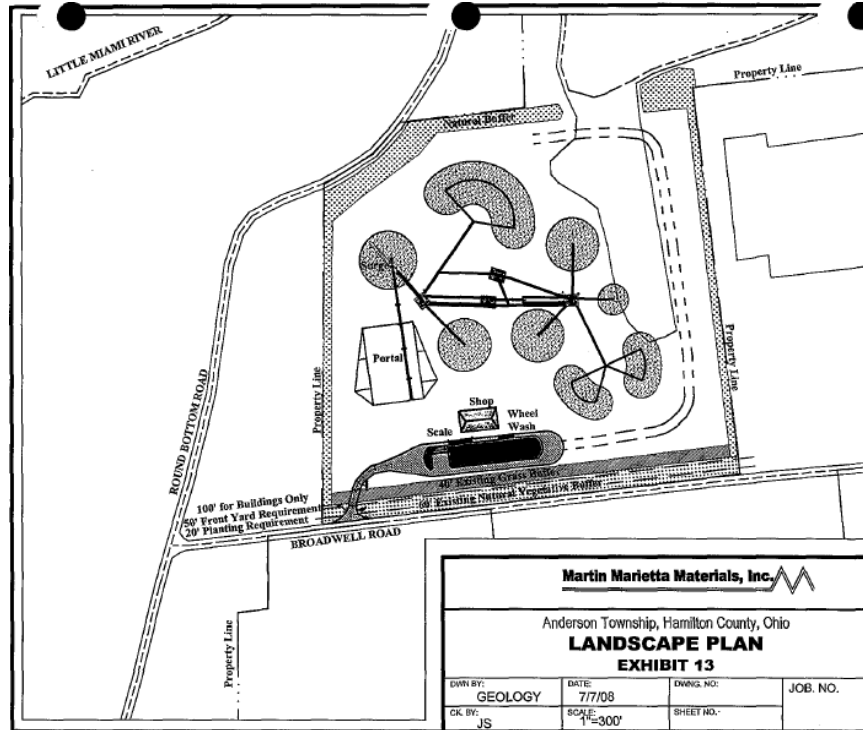 LITTLE MIAMI RIVER
Property Line
Natural Buffer
Surge
Portal
Property Line
Property Line
ROUND BOTTOM ROAD
Shop
Scale
Wheel
Wash
40' Existing Grass Buffer
60' Existing Natural Vegetative Buffer
100' for Buildings Only
50' Front Yard Requirement
20' Planting Requirement
BROADWELL ROAD
Property Line
Martin Marietta Materials, Inc.
Anderson Township, Hamilton County, Ohio
LANDSCAPE PLAN
EXHIBIT 13
DWN BY:
GEOLOGY
DATE:
7/7/08
DWNG. NO:
JOB. NO.
CK. BY:
JS
SCALE:
1"=300'
SHEET NO.-